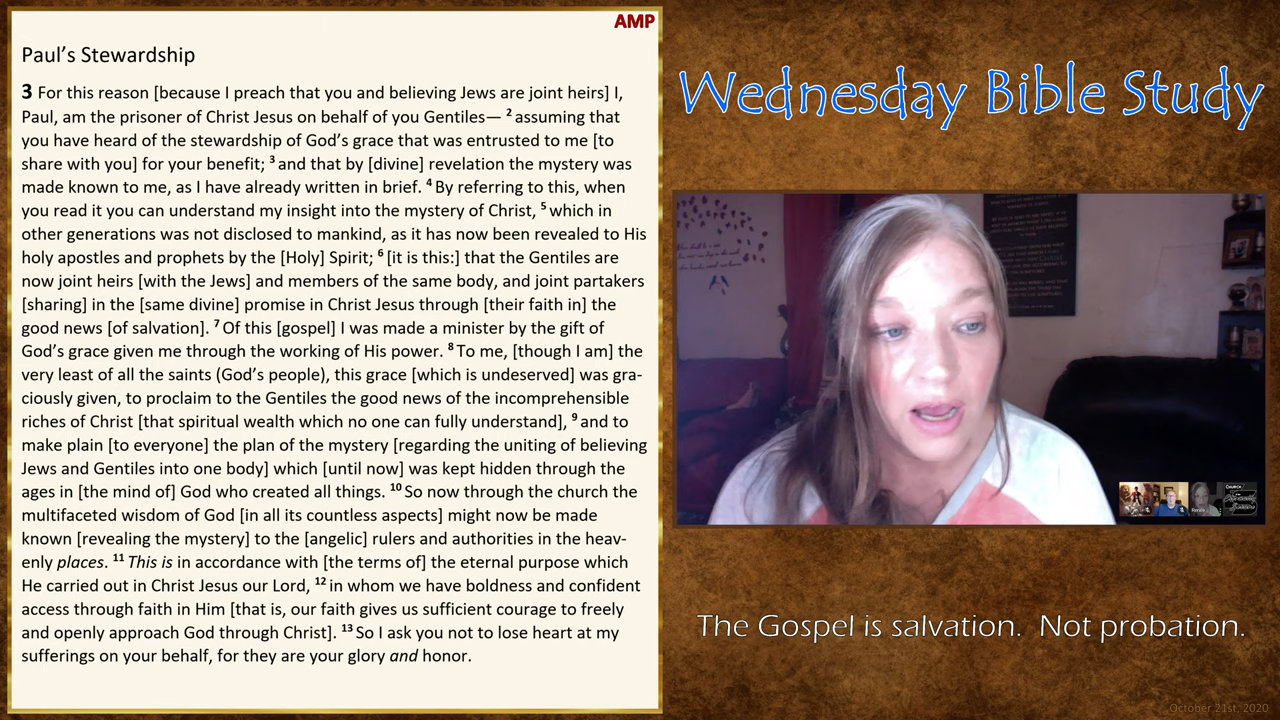 AMP
Paul’s Stewardship
3 For this reason [because I preach that you and believing Jews are joint heirs] I,
Paul, am the prisoner of Christ Jesus on behalf of you Gentiles— 2 assuming that
you have heard of the stewardship of God’s grace that was entrusted to me [to
share with you] for your benefit; 3 and that by [divine] revelation the mystery was
made known to me, as I have already written in brief. 4 By referring to this, when
you read it you can understand my insight into the mystery of Christ, 5 which in
other generations was not disclosed to mankind, as it has now been revealed to His
holy apostles and prophets by the [Holy] Spirit; 6 [it is this:] that the Gentiles are
now joint heirs [with the Jews] and members of the same body, and joint partakers
[sharing] in the [same divine] promise in Christ Jesus through [their faith in] the
good news [of salvation]. 7 Of this [gospel] I was made a minister by the gift of
God’s grace given me through the working of His power. 8 To me, [though I am] the
very least of all the saints (God’s people), this grace [which is undeserved] was gra-
ciously given, to proclaim to the Gentiles the good news of the incomprehensible
riches of Christ [that spiritual wealth which no one can fully understand], 9 and to
make plain [to everyone] the plan of the mystery [regarding the uniting of believing
Jews and Gentiles into one body] which [until now] was kept hidden through the
ages in [the mind of] God who created all things. 10 So now through the church the
multifaceted wisdom of God [in all its countless aspects] might now be made
known [revealing the mystery] to the [angelic] rulers and authorities in the heav-
enly places. 11 This is in accordance with [the terms of] the eternal purpose which
He carried out in Christ Jesus our Lord, 12 in whom we have boldness and confident
access through faith in Him [that is, our faith gives us sufficient courage to freely
and openly approach God through Christ]. 13 So I ask you not to lose heart at my
sufferings on your behalf, for they are your glory and honor.
Wednesday Bible Study
CHURCH
The Gospel is salvation.  Not probation.
October 21st, 2020